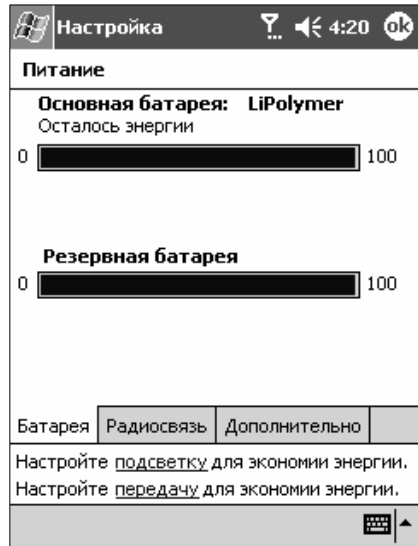 Настройка 4:20 ok
Питание
Основная батарея: LiPolymer
Осталось энергии
0 100
Резервная батарея
0 100
Батарея Радиосвязь Дополнительно
Настройте подсветку для экономии энергии.
Настройте передачу для экономии энергии.